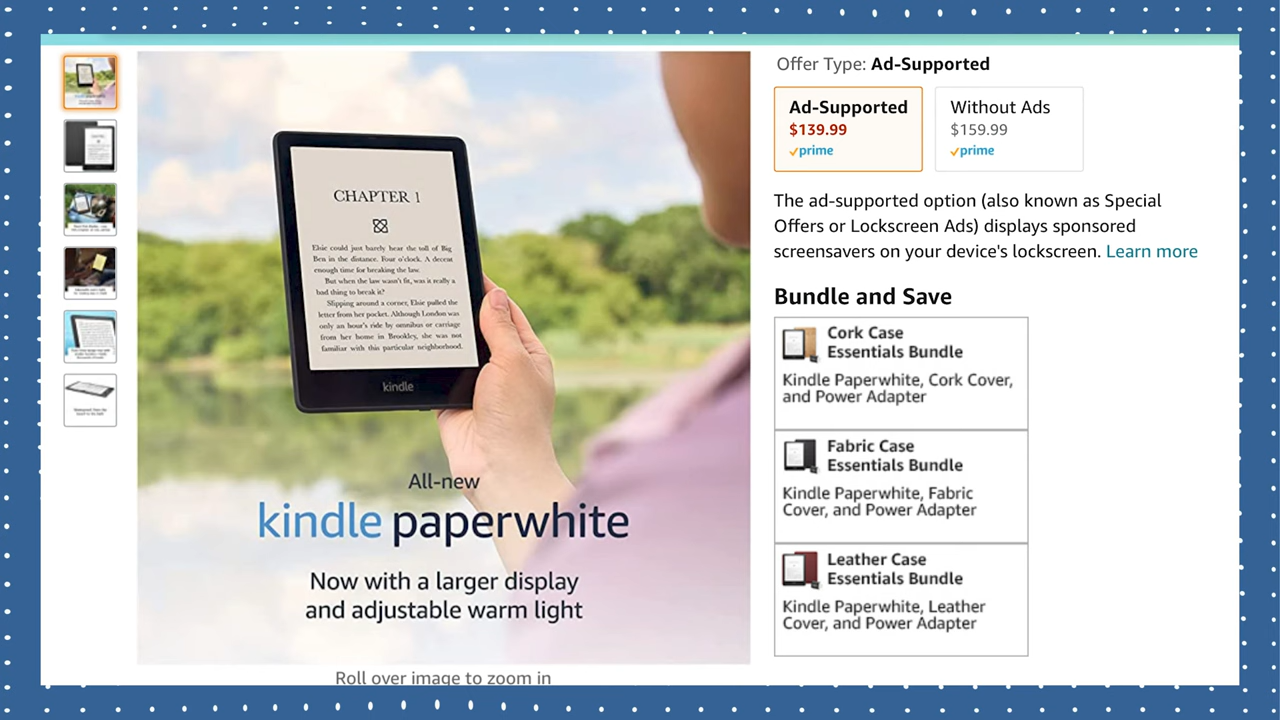 Offer Type: Ad-Supported
Ad-Supported
$139.99
prime
Without Ads
$159.99
prime
The ad-supported option (also known as Special
Offers or Lockscreen Ads) displays sponsored
screensavers on your device's lockscreen. Learn more
Bundle and Save
Cork Case
Essentials Bundle
Kindle Paperwhite, Cork Cover,
and Power Adapter
Fabric Case
Essentials Bundle
Kindle Paperwhite, Fabric
Cover, and Power Adapter
Leather Case
Essentials Bundle
Kindle Paperwhite, Leather
Cover, and Power Adapter
CHAPTER 1
Elsie could just barely hear the toll of Big
Ben in the distance. Four o'clock. A decent
enough time for breaking the law.
But when the law wasn't fit, was it really a
bad thing to break it?
Slipping around a corner, Elsie pulled the
letter from her pocket. Although London was
only an hour's ride by omnibus or carriage
from her home in Brookley, she was not
familiar with this particular neighborhood.
kindle
All-new
kindle paperwhite
Now with a larger display
and adjustable warm light
Roll over image to zoom in